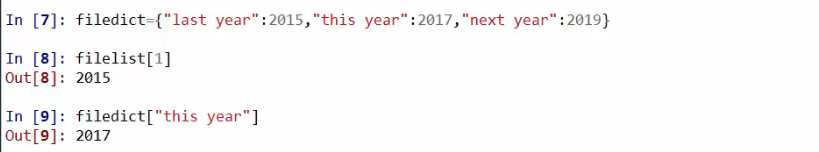 In [7]: filedict={"last year":2015,"this year":2017,"next year":2019}
In [8]: filelist[1]
Out[8]: 2015
In [9]: filedict["this year"]
Out[9]: 2017